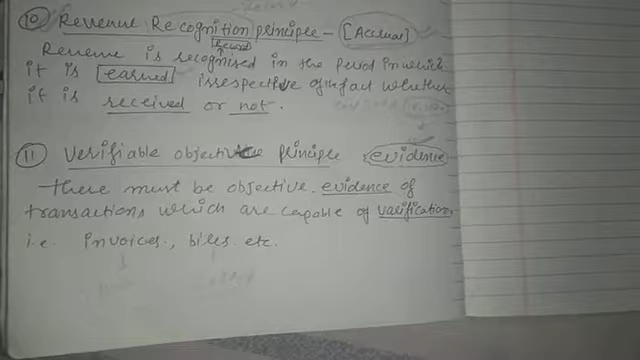 10 Revenue Recognition principle - [Accrual]
Record
Revenue is recognised in the period in which
it is earned irrespective of fact whether
it is received or not.
11 Verifiable objective principle evidence
There must be objective evidence of
transactions which are capable of varification,
i.e. invoices, bills etc.